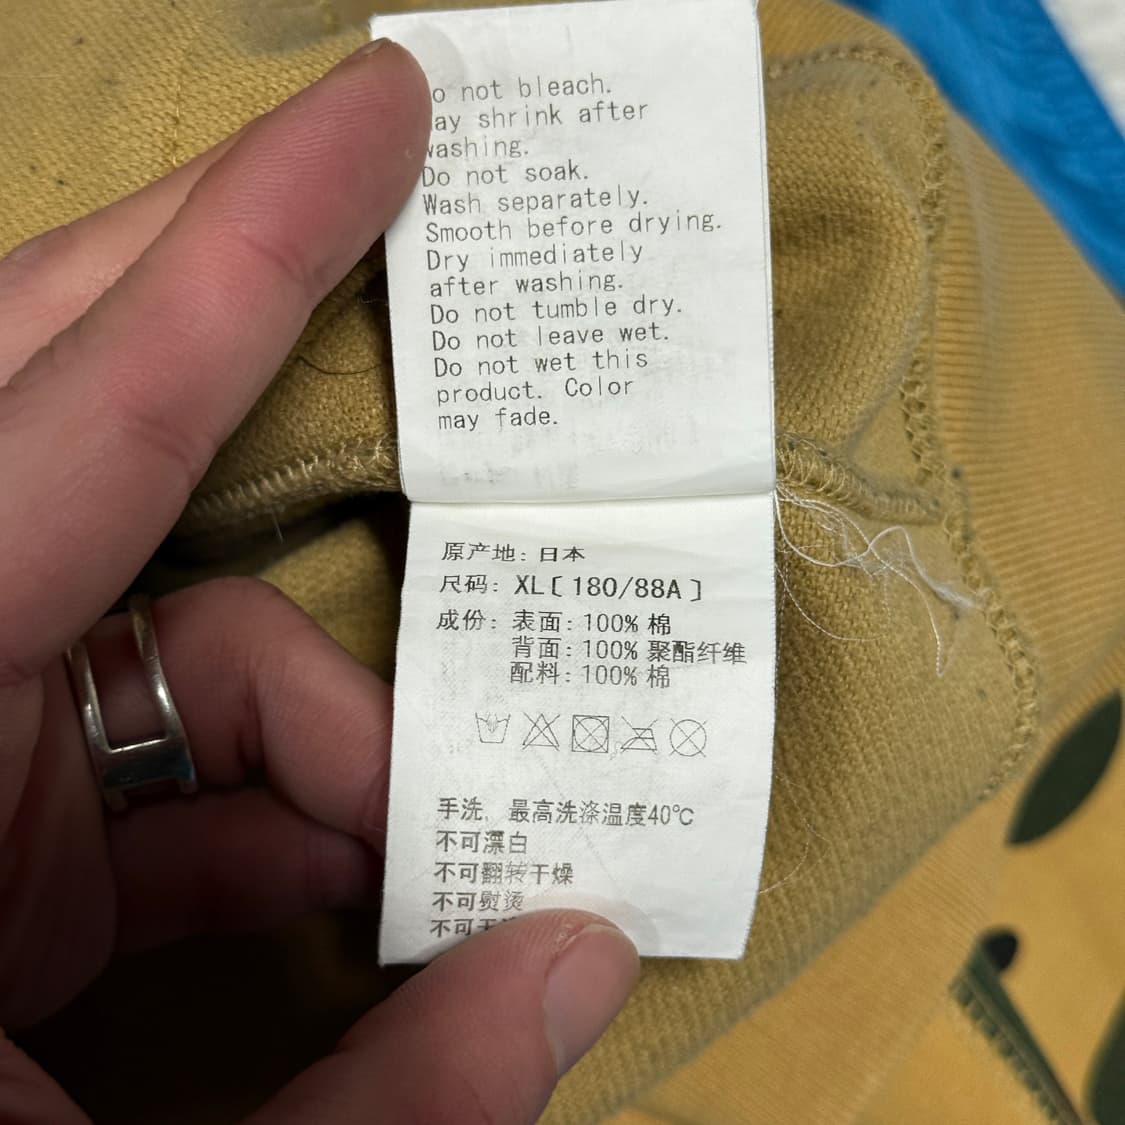 o not bleach.
ay shrink after
washing.
Do not soak.
Wash separately.
Smooth before drying.
Dry immediately
after washing.
Do not tumble dry.
Do not leave wet.
Do not wet this
product. Color
may fade.
原产地: 日本
尺码: XL[180/88A]
成份: 表面: 100% 棉
背面: 100% 聚酯纤维
配料: 100% 棉
手洗, 最高洗涤温度40℃
不可漂白
不可翻转干燥
不可熨烫
不可干